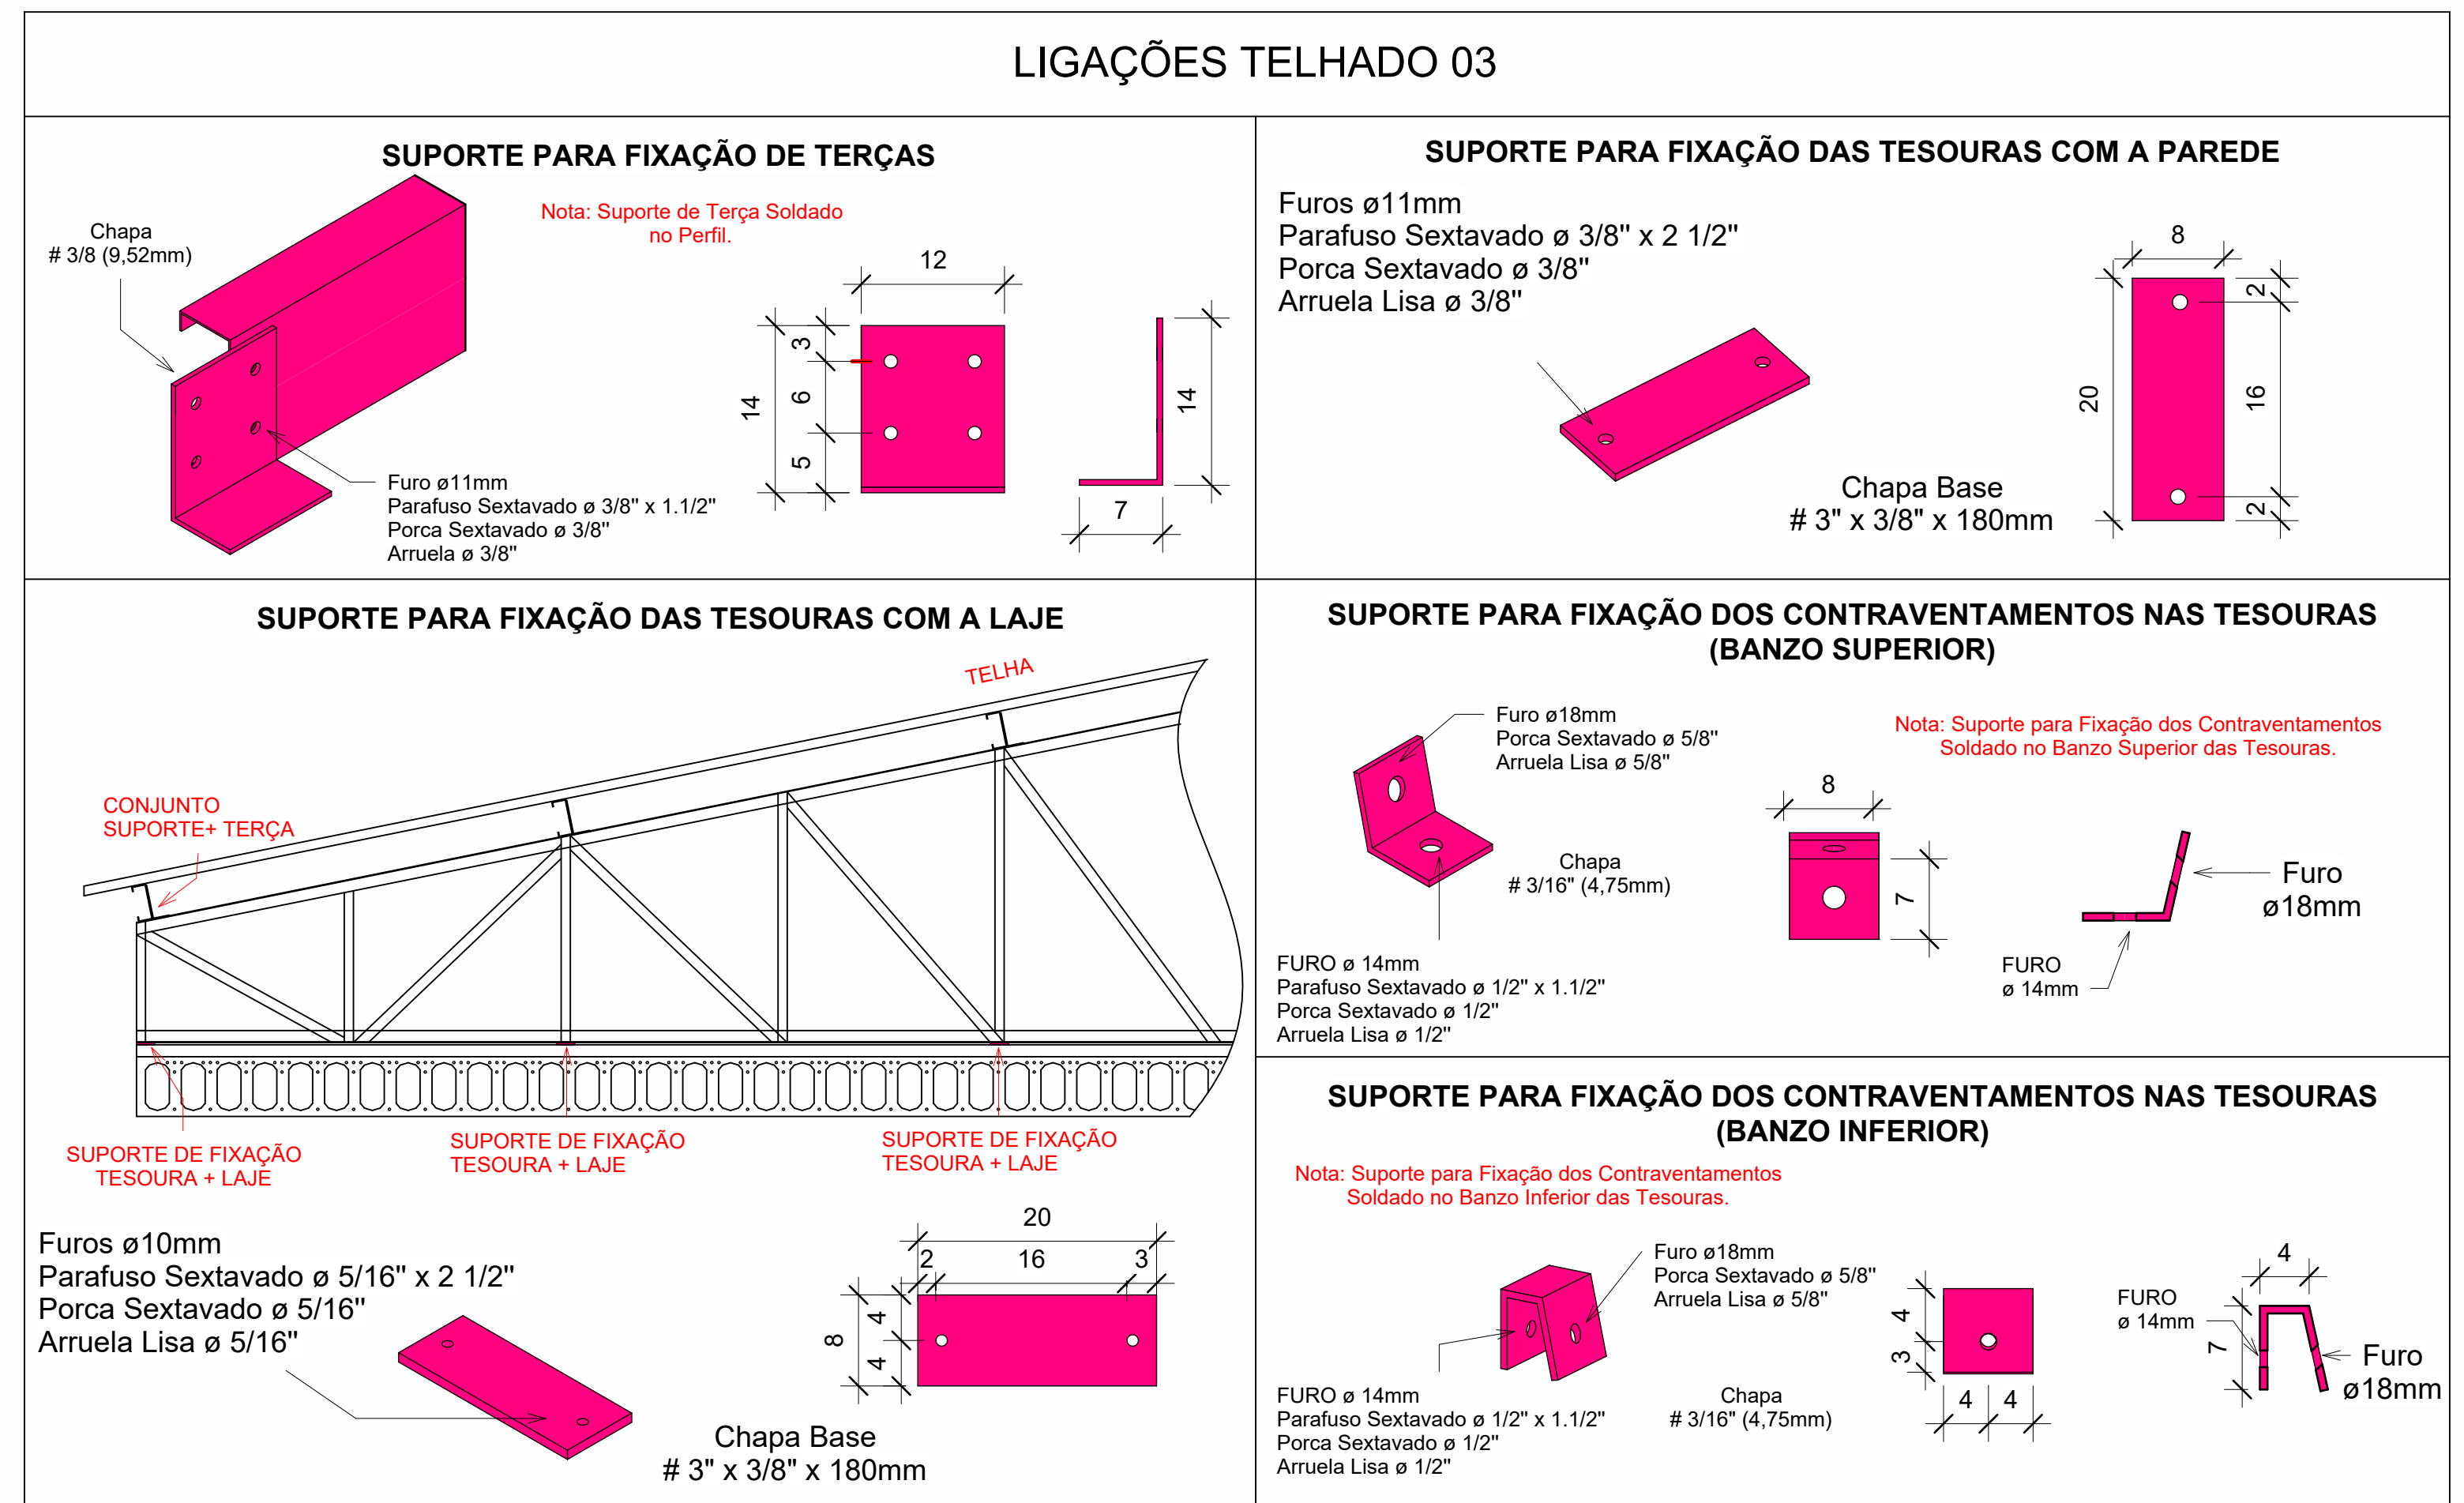 LIGAÇÕES TELHADO 03
SUPORTE PARA FIXAÇÃO DE TERÇAS
Chapa
# 3/8 (9,52mm)
Nota: Suporte de Terça Soldado
no Perfil.
Furo ø11mm
Parafuso Sextavado ø 3/8" x 1.1/2"
Porca Sextavado ø 3/8"
Arruela ø 3/8"
12
14
3
6
5
14
7
SUPORTE PARA FIXAÇÃO DAS TESOURAS COM A PAREDE
Furos ø11mm
Parafuso Sextavado ø 3/8" x 2 1/2"
Porca Sextavado ø 3/8"
Arruela Lisa ø 3/8"
Chapa Base
# 3" x 3/8" x 180mm
8
20
2
16
2
SUPORTE PARA FIXAÇÃO DAS TESOURAS COM A LAJE
TELHA
CONJUNTO
SUPORTE+ TERÇA
SUPORTE DE FIXAÇÃO
TESOURA + LAJE
SUPORTE DE FIXAÇÃO
TESOURA + LAJE
SUPORTE DE FIXAÇÃO
TESOURA + LAJE
Furos ø10mm
Parafuso Sextavado ø 5/16" x 2 1/2"
Porca Sextavado ø 5/16"
Arruela Lisa ø 5/16"
Chapa Base
# 3" x 3/8" x 180mm
20
2 16 3
8
4
4
SUPORTE PARA FIXAÇÃO DOS CONTRAVENTAMENTOS NAS TESOURAS
(BANZO SUPERIOR)
Furo ø18mm
Porca Sextavado ø 5/8"
Arruela Lisa ø 5/8"
Nota: Suporte para Fixação dos Contraventamentos
Soldado no Banzo Superior das Tesouras.
Chapa
# 3/16" (4,75mm)
FURO ø 14mm
Parafuso Sextavado ø 1/2" x 1.1/2"
Porca Sextavado ø 1/2"
Arruela Lisa ø 1/2"
8
7
Furo
ø18mm
FURO
ø 14mm
SUPORTE PARA FIXAÇÃO DOS CONTRAVENTAMENTOS NAS TESOURAS
(BANZO INFERIOR)
Nota: Suporte para Fixação dos Contraventamentos
Soldado no Banzo Inferior das Tesouras.
Furo ø18mm
Porca Sextavado ø 5/8"
Arruela Lisa ø 5/8"
FURO ø 14mm
Parafuso Sextavado ø 1/2" x 1.1/2"
Porca Sextavado ø 1/2"
Arruela Lisa ø 1/2"
Chapa
# 3/16" (4,75mm)
4
3
4 4
4
FURO
ø 14mm
7
Furo
ø18mm